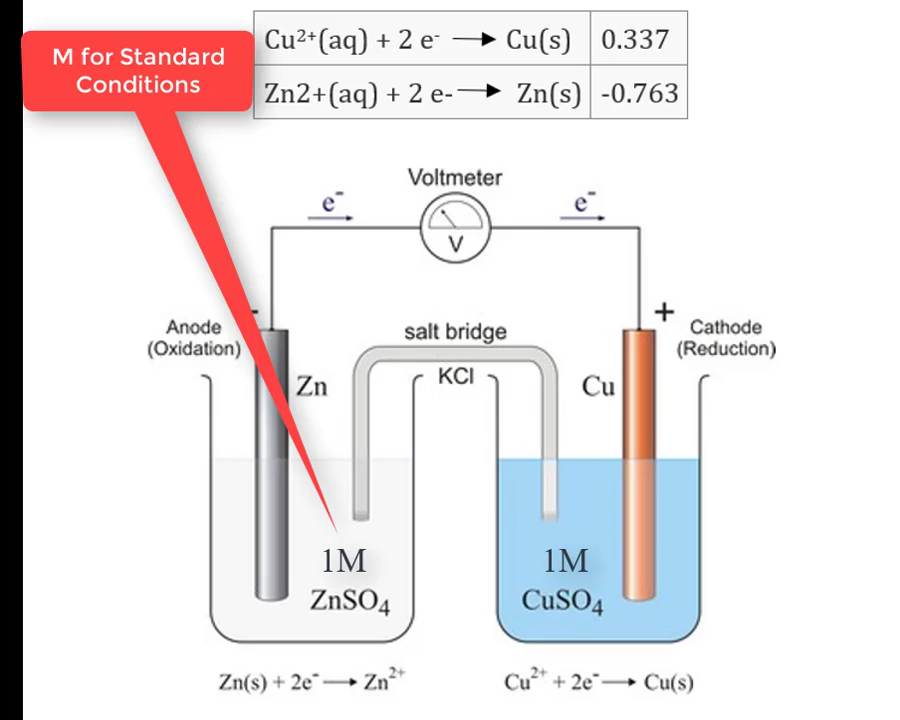 M for Standard
Conditions
Cu²⁺(aq) + 2 e⁻ ⟶ Cu(s) 0.337
Zn2+(aq) + 2 e-⟶ Zn(s) -0.763
Voltmeter
e⁻ e⁻
V
- +
Anode
(Oxidation)
Cathode
(Reduction)
salt bridge
KCl
Zn Cu
1M 1M
ZnSO₄ CuSO₄
Zn(s) + 2e⁻⟶ Zn²⁺ Cu²⁺ + 2e⁻⟶ Cu(s)